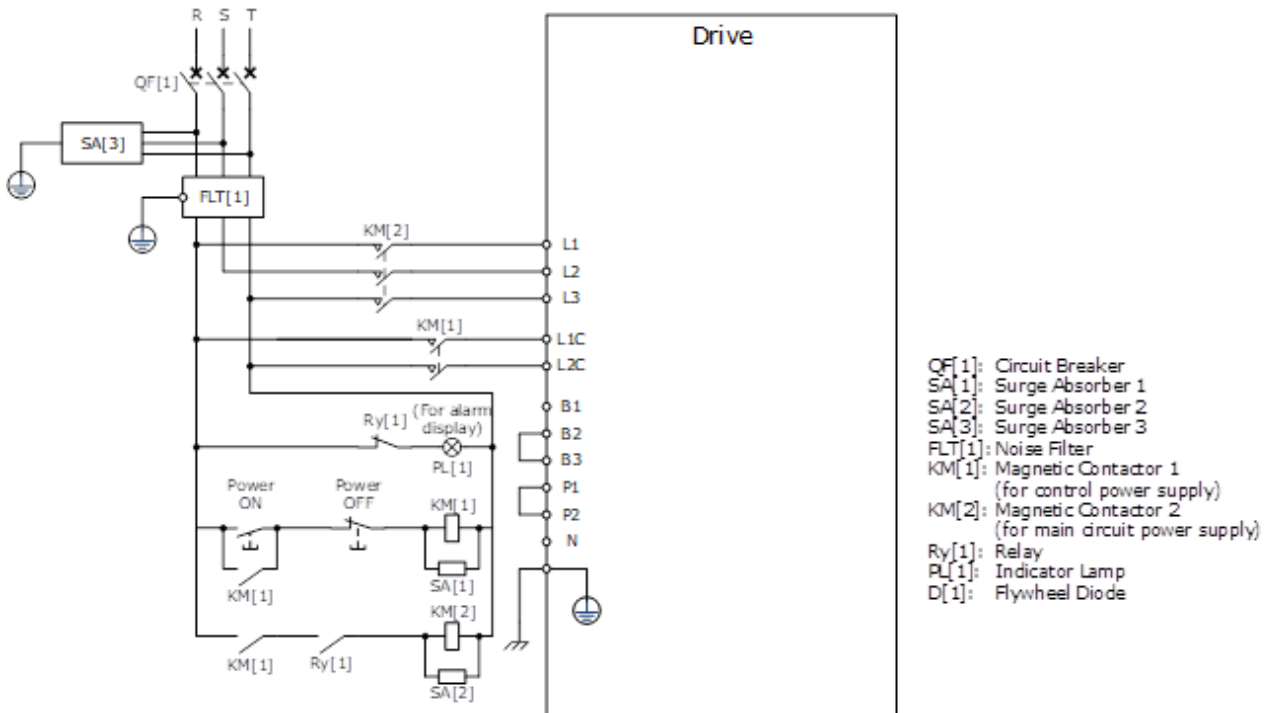 R S T
Drive
QF[1]
SA[3]
FLT[1]
KM[2]
L1
L2
L3
KM[1]
L1C
L2C
B1
Ry[1]
(For alarm
display)
B2
PL[1]
B3
Power
ON
Power
OFF
KM[1]
P1
P2
N
KM[1]
SA[1]
KM[2]
KM[1]
Ry[1]
SA[2]
QF[1]: Circuit Breaker
SA[1]: Surge Absorber 1
SA[2]: Surge Absorber 2
SA[3]: Surge Absorber 3
FLT[1]: Noise Filter
KM[1]: Magnetic Contactor 1
(for control power supply)
KM[2]: Magnetic Contactor 2
(for main circuit power supply)
Ry[1]: Relay
PL[1]: Indicator Lamp
D[1]: Flywheel Diode